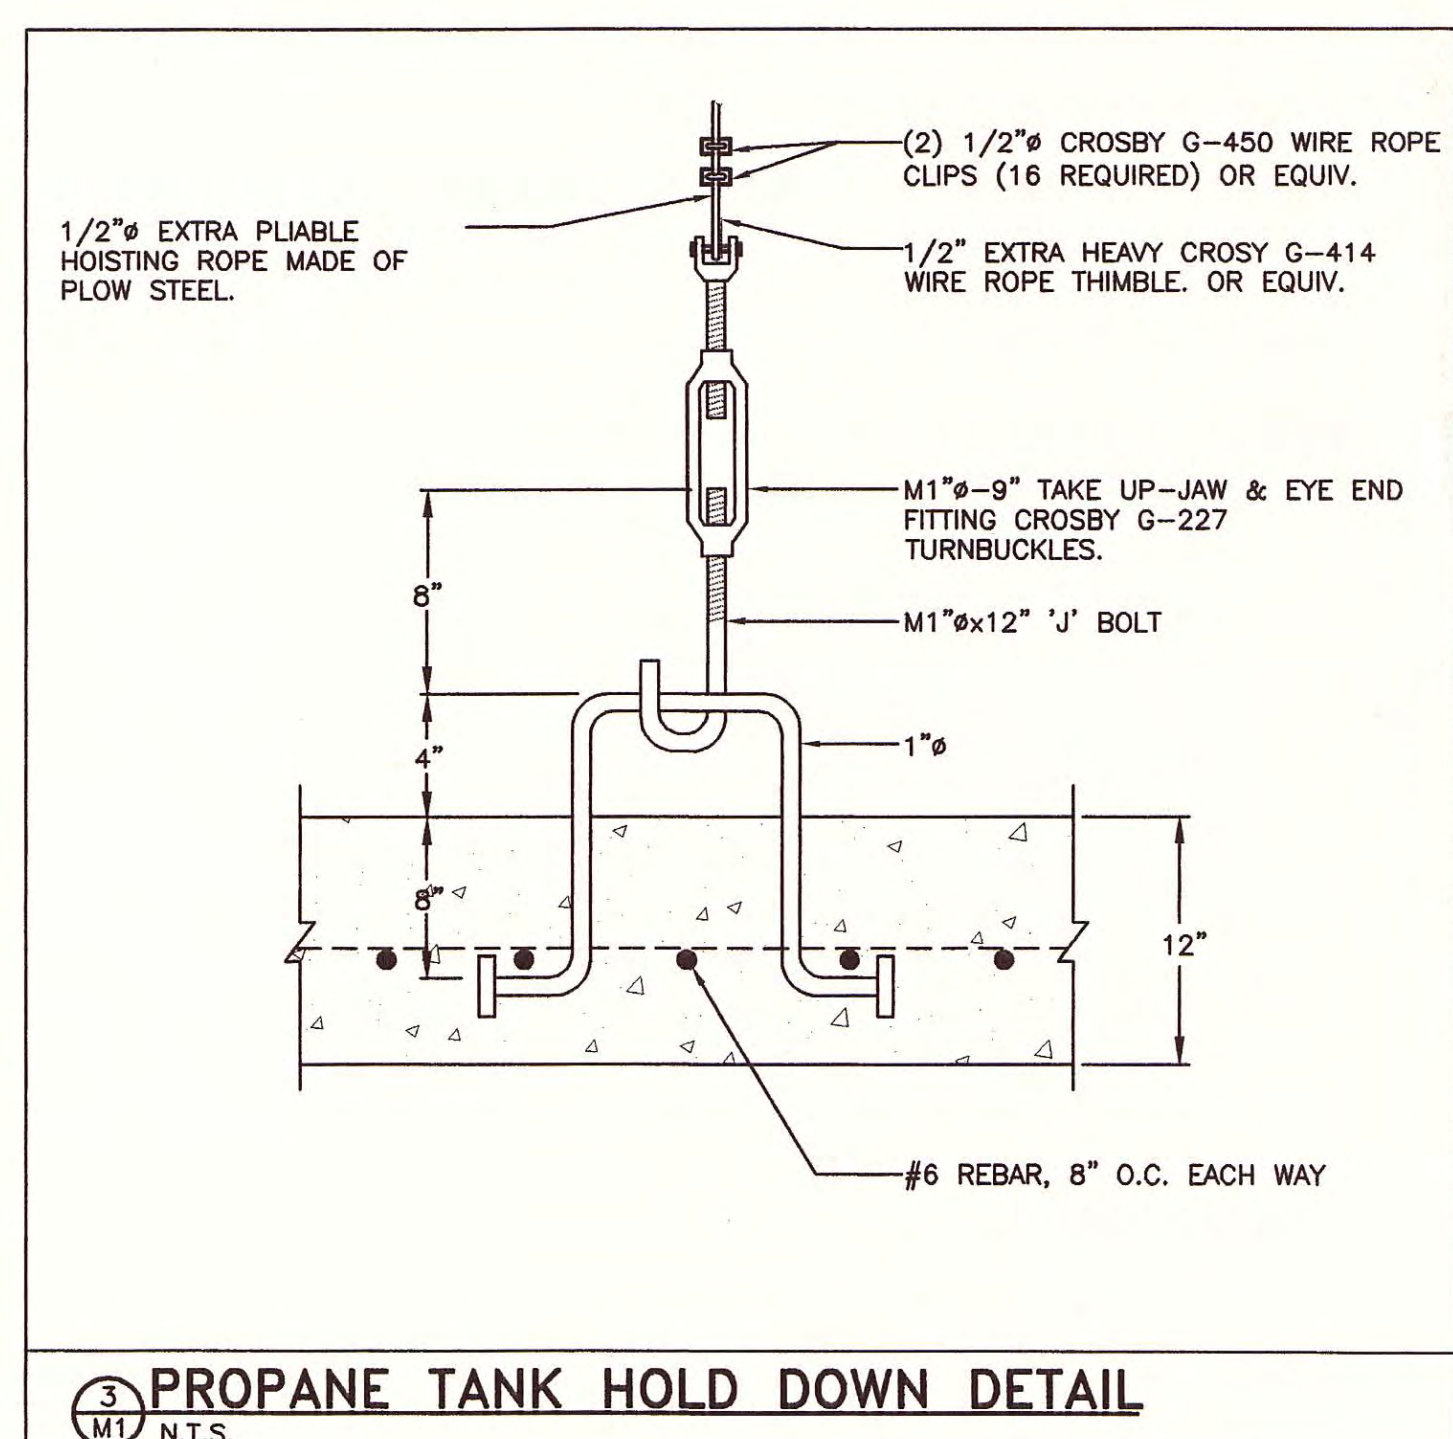 (2) 1/2"ø CROSBY G-450 WIRE ROPE
CLIPS (16 REQUIRED) OR EQUIV.
1/2"ø EXTRA PLIABLE
HOISTING ROPE MADE OF
PLOW STEEL.
1/2" EXTRA HEAVY CROSY G-414
WIRE ROPE THIMBLE. OR EQUIV.
M1"ø-9" TAKE UP-JAW & EYE END
FITTING CROSBY G-227
TURNBUCKLES.
8"
M1"øx12" 'J' BOLT
4"
1"ø
8"
12"
#6 REBAR, 8" O.C. EACH WAY
3
M1
PROPANE TANK HOLD DOWN DETAIL
N.T.S.